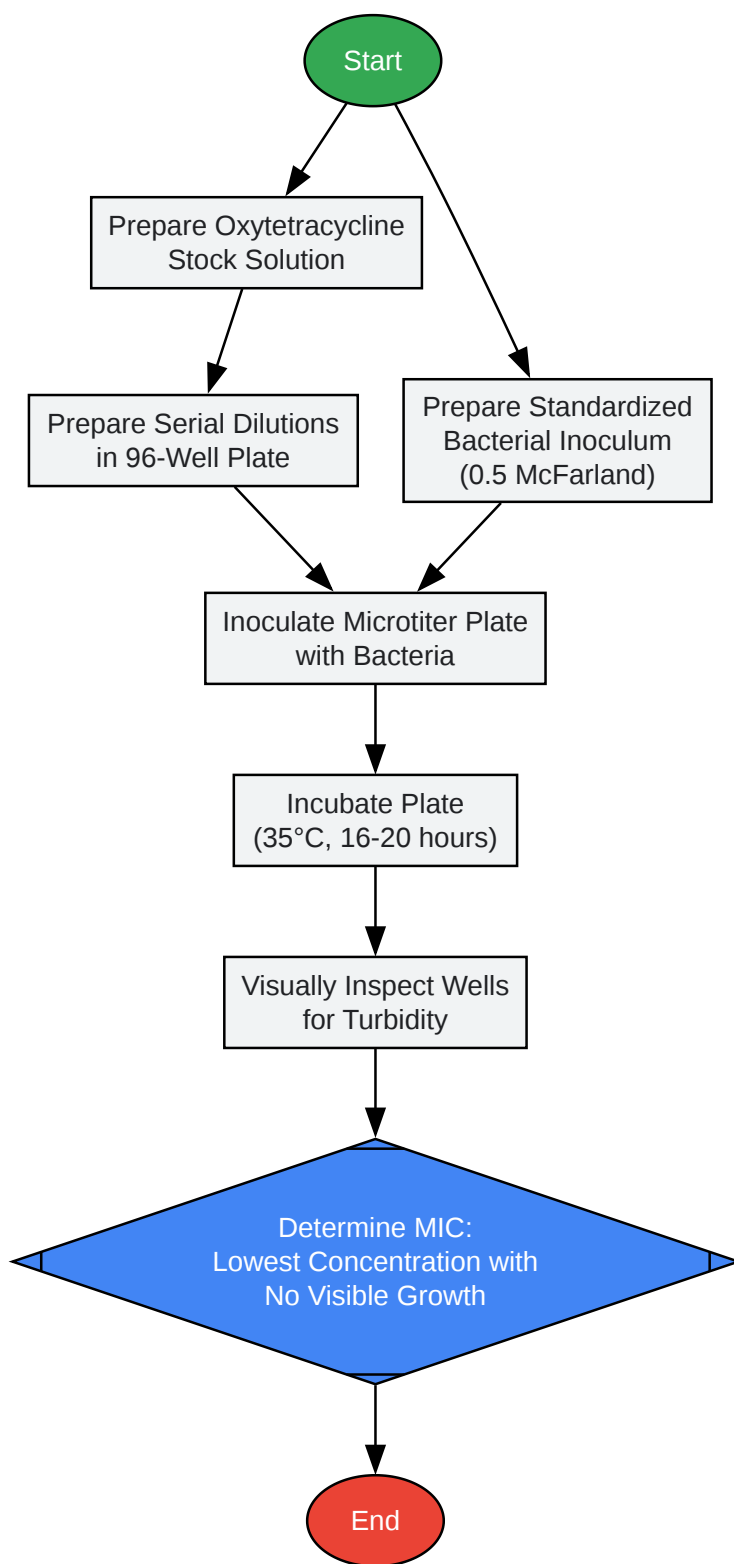 Start
Prepare Oxytetracycline
Stock Solution
Prepare Serial Dilutions
in 96-Well Plate
Prepare Standardized
Bacterial Inoculum
(0.5 McFarland)
Inoculate Microtiter Plate
with Bacteria
Incubate Plate
(35°C, 16-20 hours)
Visually Inspect Wells
for Turbidity
Determine MIC:
Lowest Concentration with
No Visible Growth
End